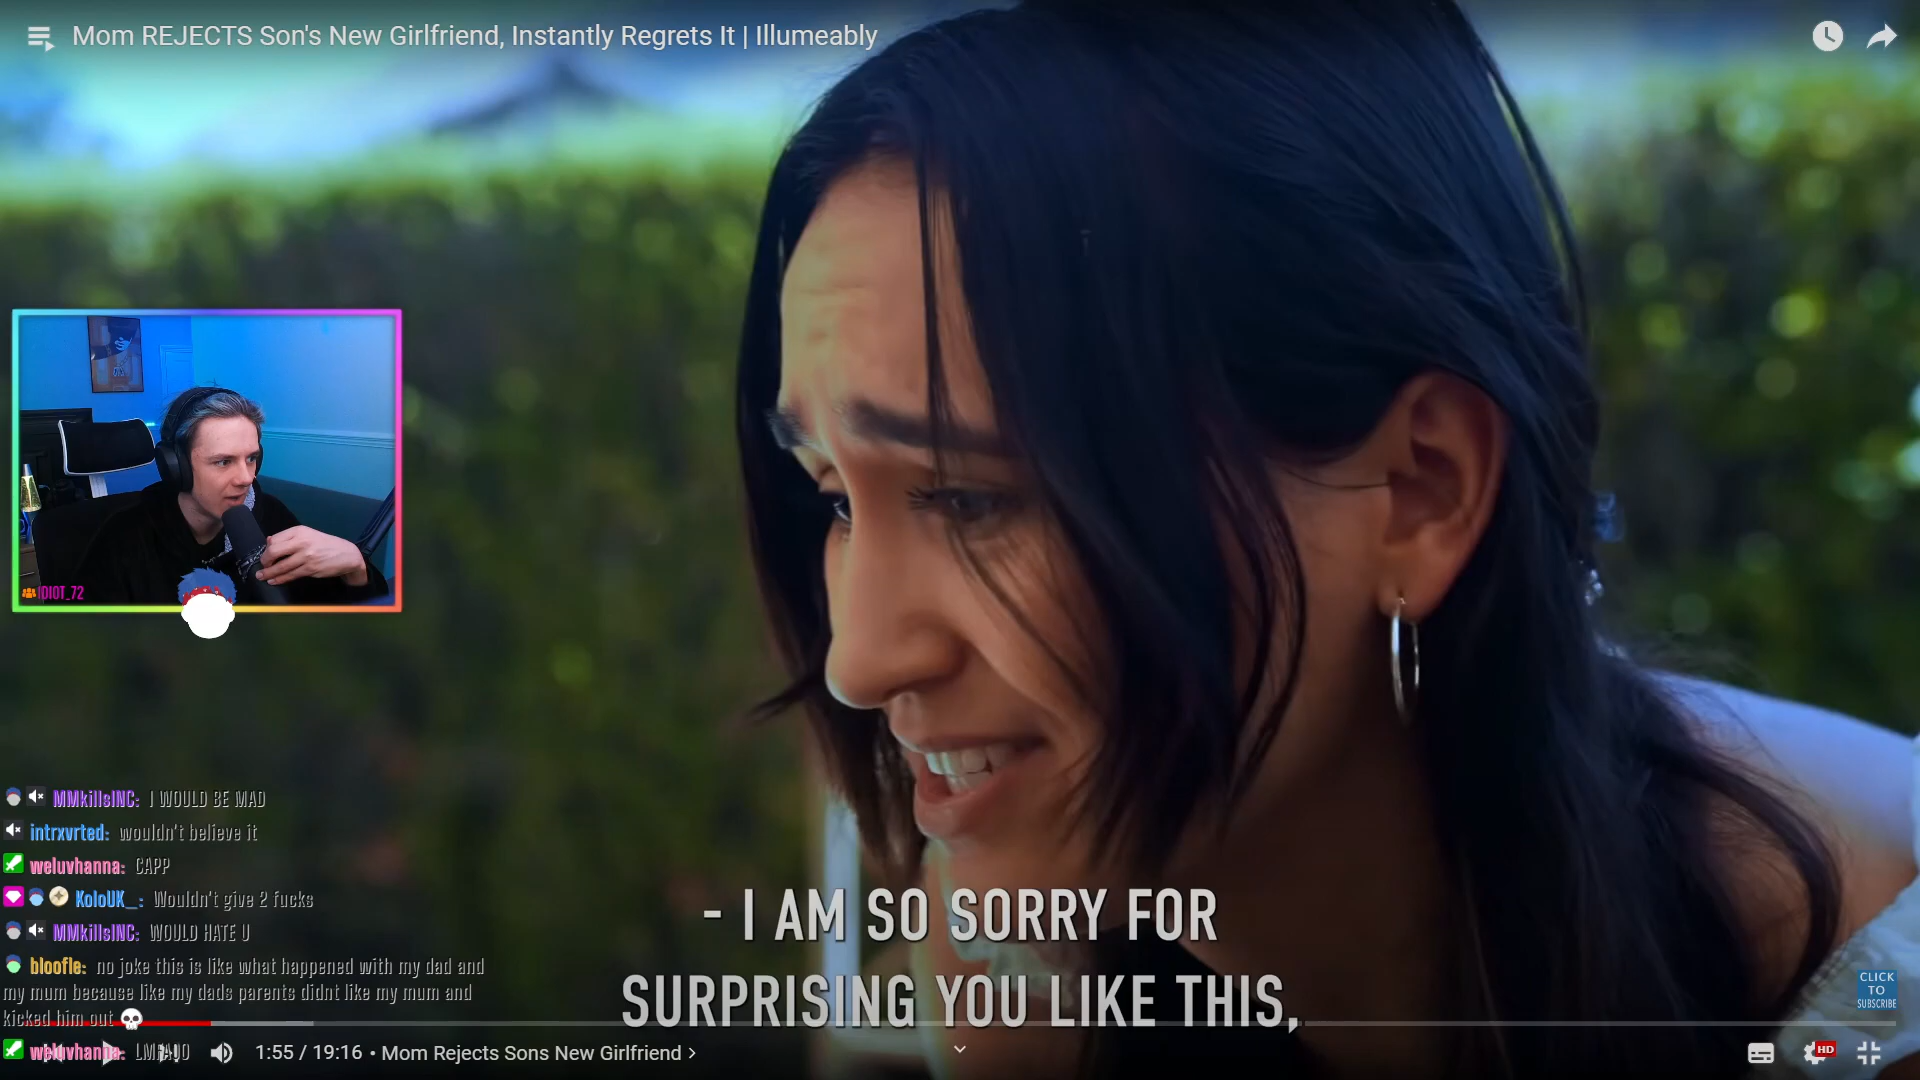 Mom REJECTS Son's New Girlfriend, Instantly Regrets It | Illumeably
IDIOT_72
MMkillsINC: I WOULD BE MAD
intrxvrted: wouldn't believe it
weluvhanna: CAPP
KoloUK_: Wouldn't give 2 fucks
MMkillsINC: WOULD HATE U
bloofle: no joke this is like what happened with my dad and
my mum because like my dads parents didnt like my mum and
kicked him out
weluvhanna: LMFAOO
- I AM SO SORRY FOR
SURPRISING YOU LIKE THIS,
CLICK
TO
SUBSCRIBE
1:55 / 19:16 • Mom Rejects Sons New Girlfriend
HD